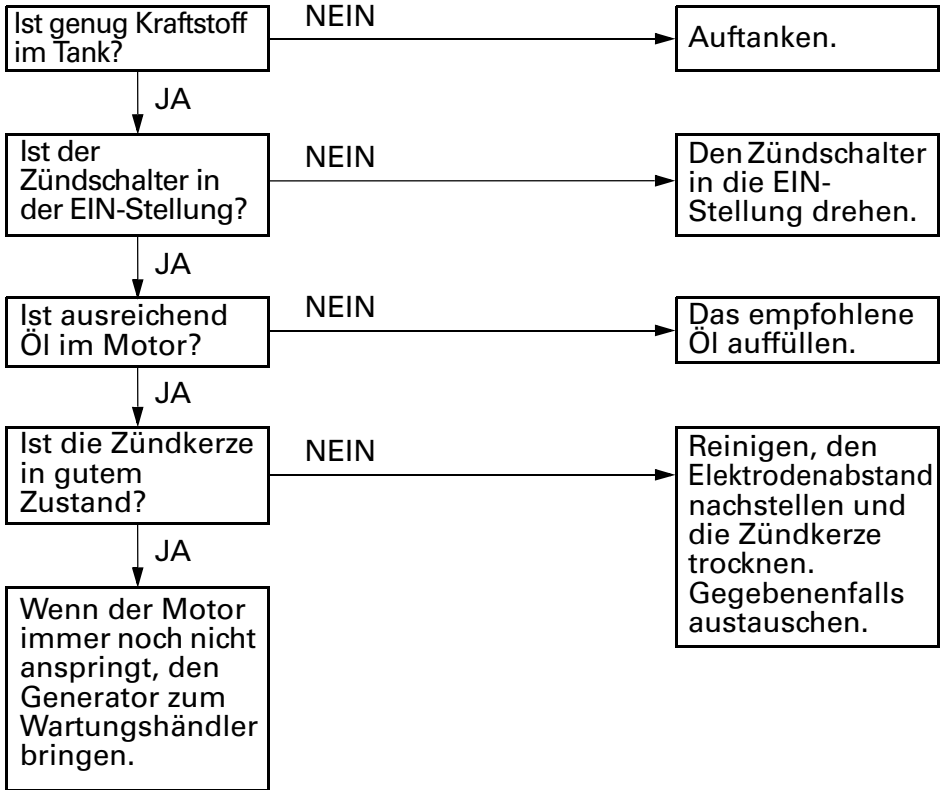 Ist genug Kraftstoff
im Tank?
NEIN
Auftanken.
JA
Ist der
Zündschalter in
der EIN-Stellung?
NEIN
Den Zündschalter
in die EIN-
Stellung drehen.
JA
Ist ausreichend
Öl im Motor?
NEIN
Das empfohlene
Öl auffüllen.
JA
Ist die Zündkerze
in gutem
Zustand?
NEIN
Reinigen, den
Elektrodenabstand
nachstellen und
die Zündkerze
trocknen.
Gegebenenfalls
austauschen.
JA
Wenn der Motor
immer noch nicht
anspringt, den
Generator zum
Wartungshändler
bringen.